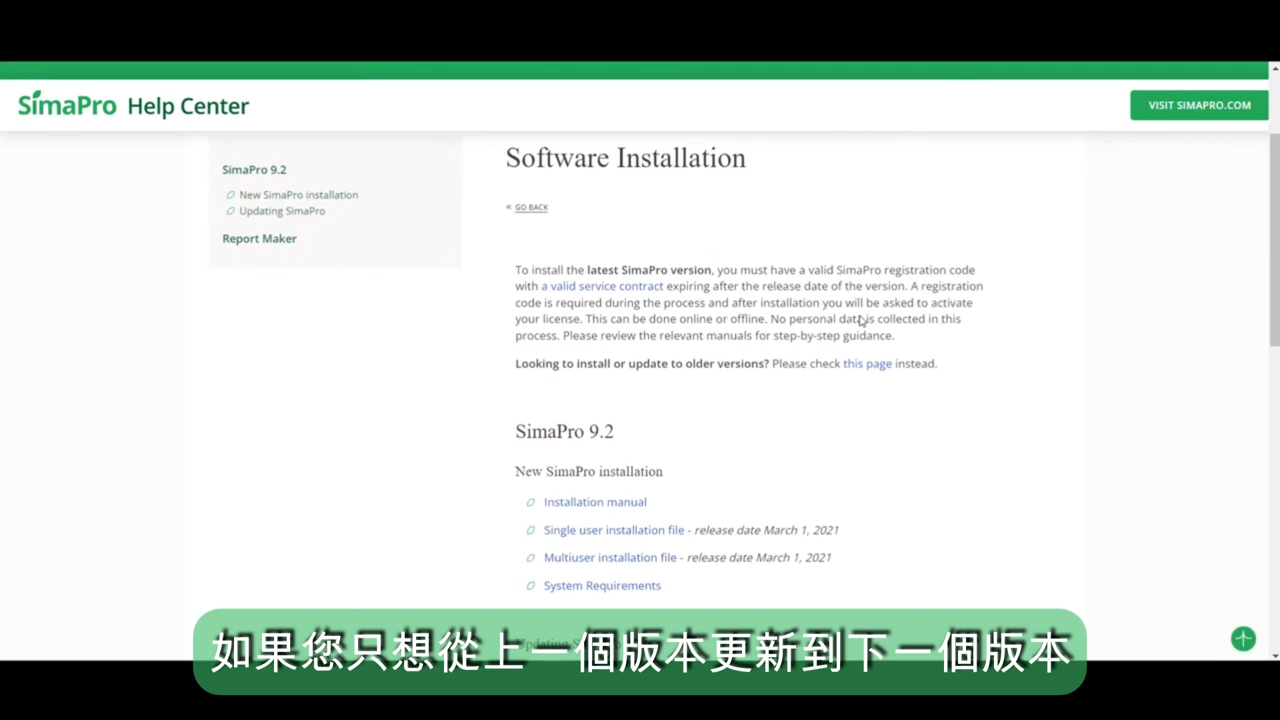 SimaPro Help Center
VISIT SIMAPRO.COM
SimaPro 9.2
New SimaPro installation
Updating SimaPro
Report Maker
Software Installation
« GO BACK
To install the latest SimaPro version, you must have a valid SimaPro registration code
with a valid service contract expiring after the release date of the version. A registration
code is required during the process and after installation you will be asked to activate
your license. This can be done online or offline. No personal data is collected in this
process. Please review the relevant manuals for step-by-step guidance.
Looking to install or update to older versions? Please check this page instead.
SimaPro 9.2
New SimaPro installation
Installation manual
Single user installation file - release date March 1, 2021
Multiuser installation file - release date March 1, 2021
System Requirements
如果您只想從上一個版本更新到下一個版本